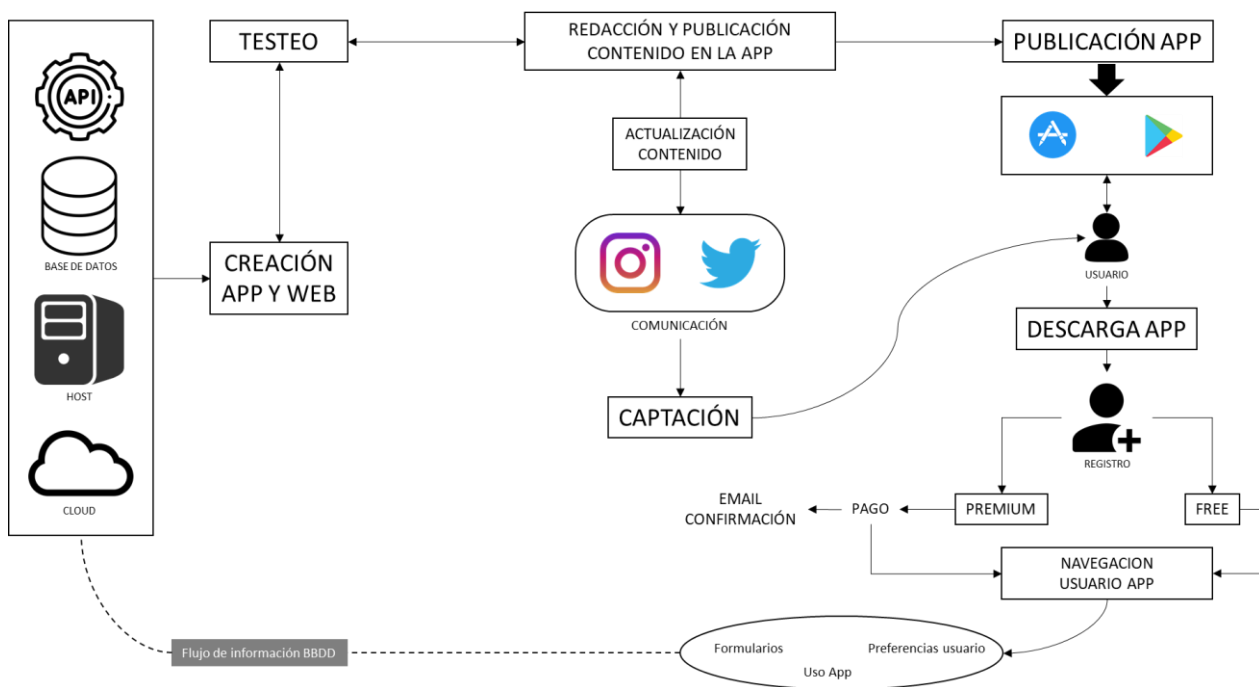 API
BASE DE DATOS
HOST
CLOUD
TESTEO
CREACIÓN
APP Y WEB
REDACCIÓN Y PUBLICACIÓN
CONTENIDO EN LA APP
ACTUALIZACIÓN
CONTENIDO
COMUNICACIÓN
CAPTACIÓN
PUBLICACIÓN APP
USUARIO
DESCARGA APP
REGISTRO
EMAIL
CONFIRMACIÓN
PAGO
PREMIUM
FREE
NAVEGACION
USUARIO APP
Formularios
Preferencias usuario
Uso App
Flujo de información BBDD